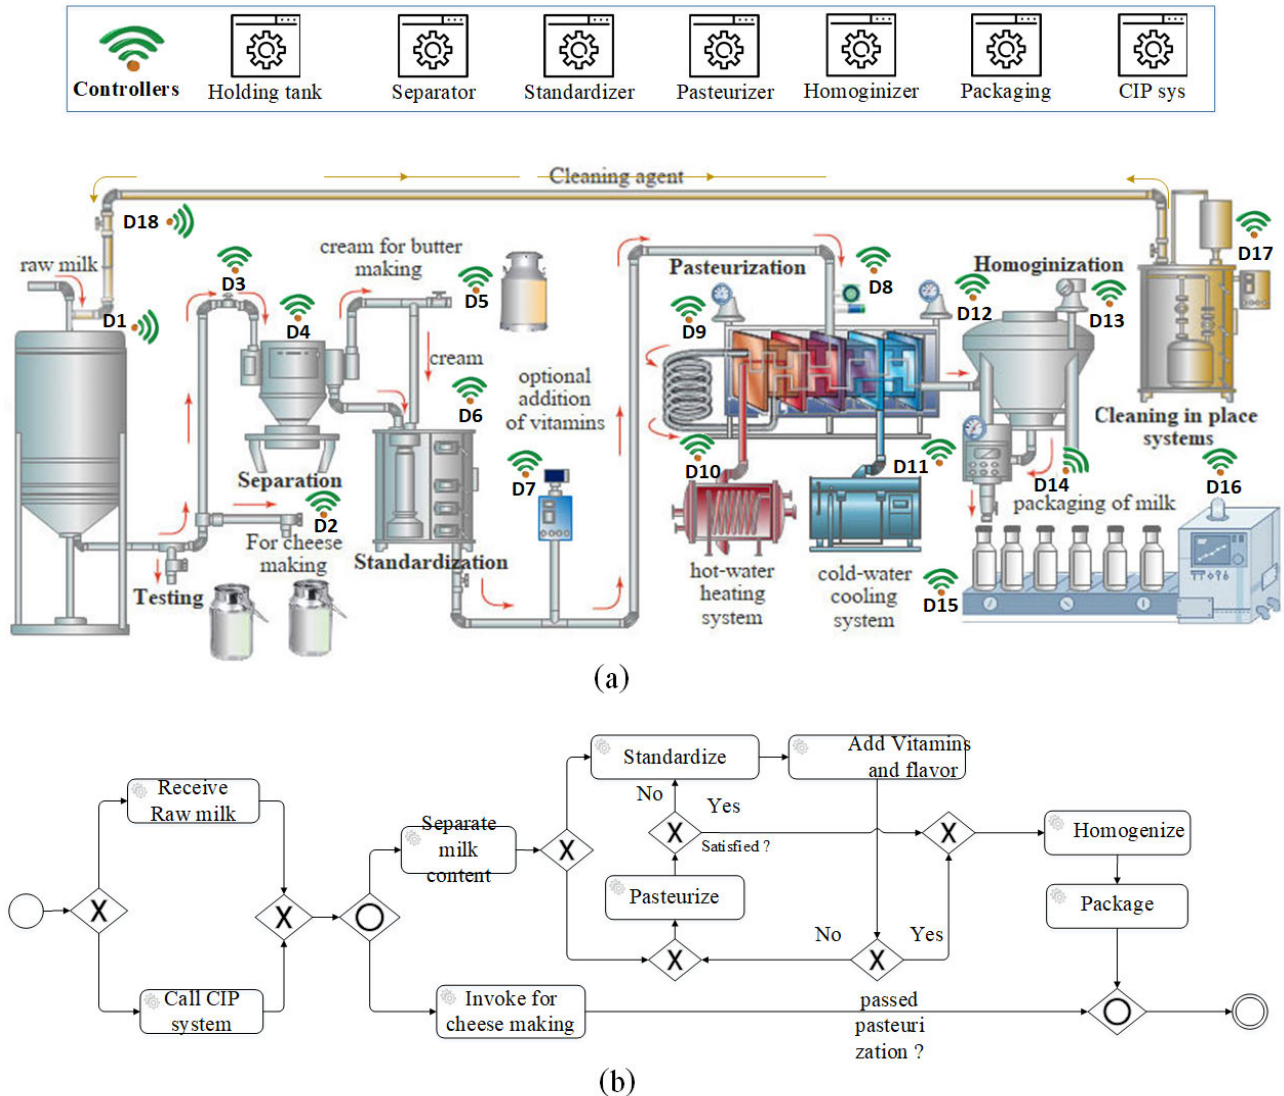 Controllers
Holding tank
Separator
Standardizer
Pasteurizer
Homoginizer
Packaging
CIP sys
Cleaning agent
D18
raw milk
D1
D3
D4
cream for butter
making
D5
cream
D6
optional
addition
of vitamins
D7
Separation
D2
For cheese
making
Testing
Standardization
Pasteurization
D8
D9
D10
D11
hot-water
heating
system
cold-water
cooling
system
Homoginization
D12
D13
D17
Cleaning in place
systems
D14
D16
packaging of milk
D15
(a)
Receive
Raw milk
X
Call CIP
system
X
Separate
milk
content
X
Standardize
Add Vitamins
and flavor
No
Yes
X
Satisfied ?
Pasteurize
X
No
Yes
X
passed
pasteuri
zation ?
X
Homogenize
Package
Invoke for
cheese making
(b)